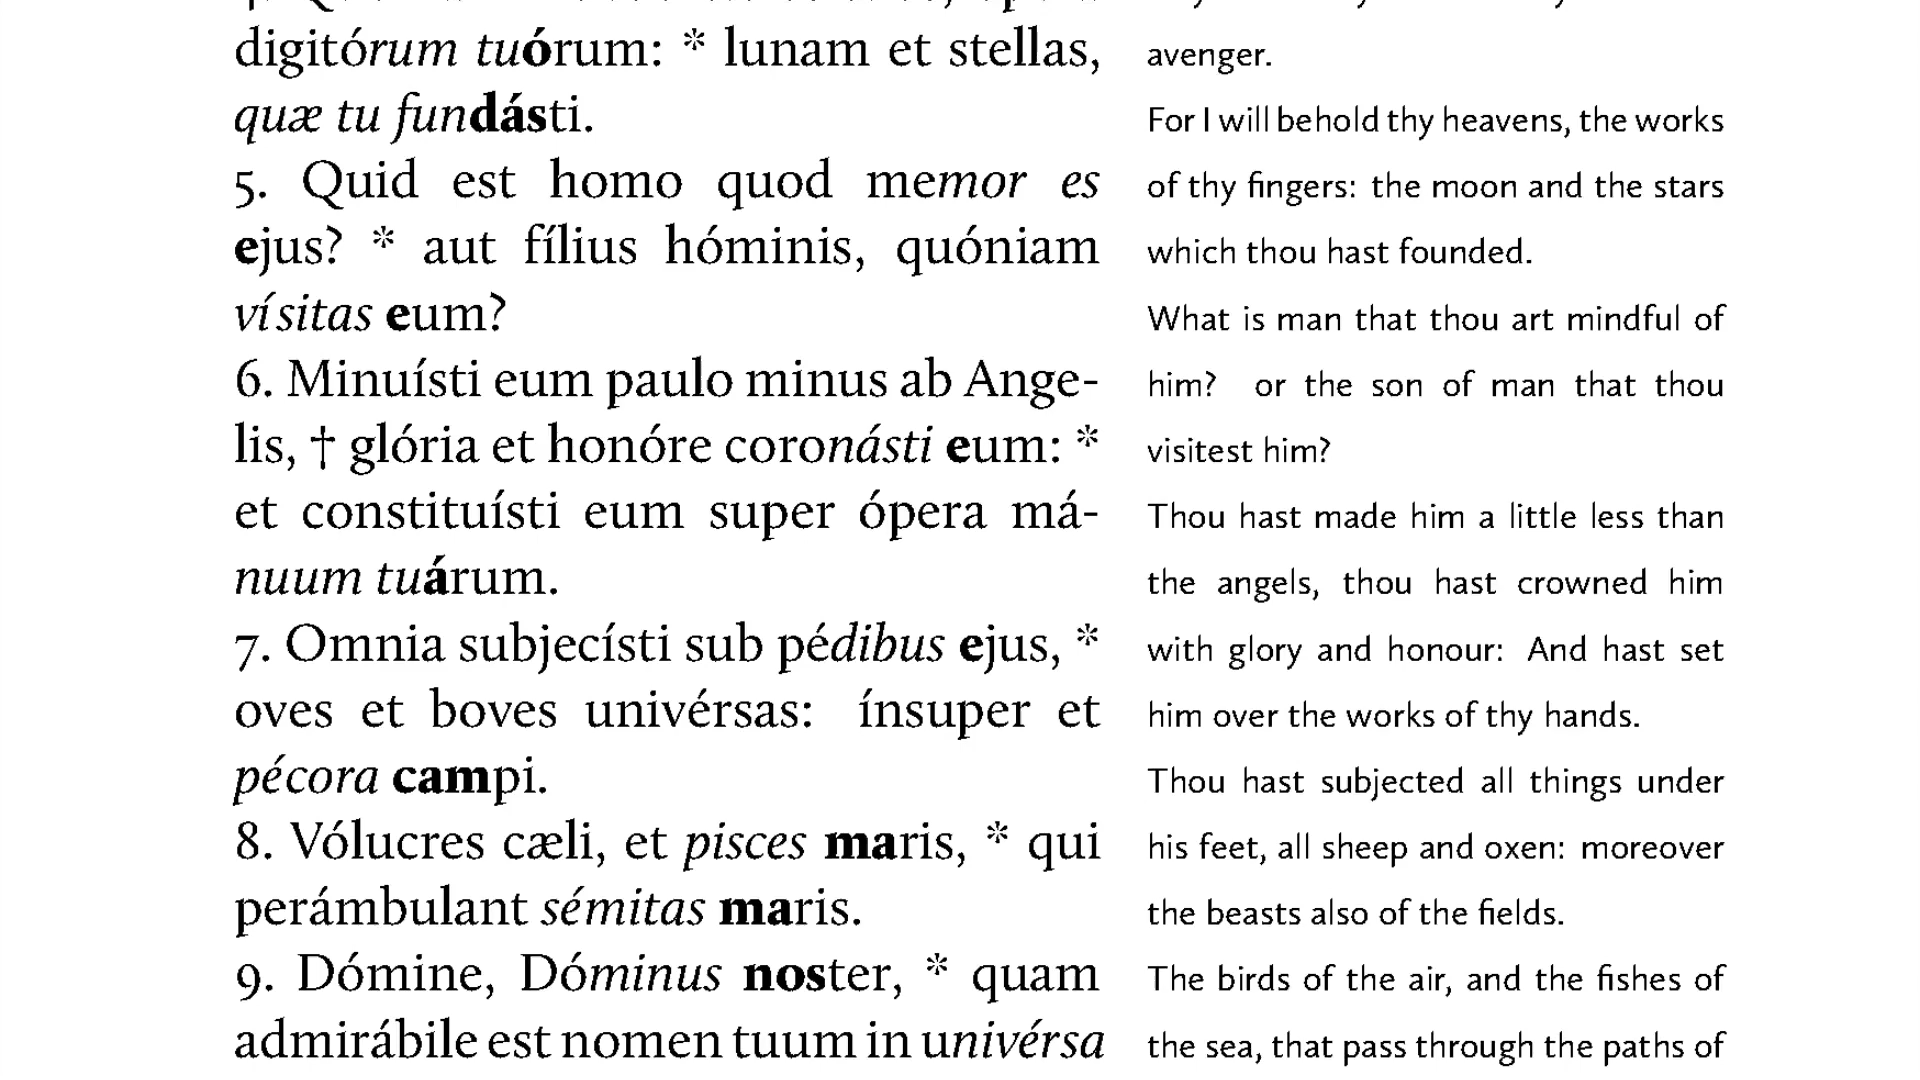 digitórum tuórum: * lunam et stellas,
quæ tu fundásti.
5. Quid est homo quod memor es
ejus? * aut fílius hóminis, quóniam
vísitas eum?
6. Minuísti eum paulo minus ab Ange-
lis, † glória et honóre coronásti eum: *
et constituísti eum super ópera má-
nuum tuárum.
7. Omnia subjecísti sub pédibus ejus, *
oves et boves univérsas: ínsuper et
pécora campi.
8. Vólucres cæli, et pisces maris, * qui
perámbulant sémitas maris.
9. Dómine, Dóminus noster, * quam
admirábile est nomen tuum in univérsa
avenger.
For I will behold thy heavens, the works
of thy fingers: the moon and the stars
which thou hast founded.
What is man that thou art mindful of
him? or the son of man that thou
visitest him?
Thou hast made him a little less than
the angels, thou hast crowned him
with glory and honour: And hast set
him over the works of thy hands.
Thou hast subjected all things under
his feet, all sheep and oxen: moreover
the beasts also of the fields.
The birds of the air, and the fishes of
the sea, that pass through the paths of